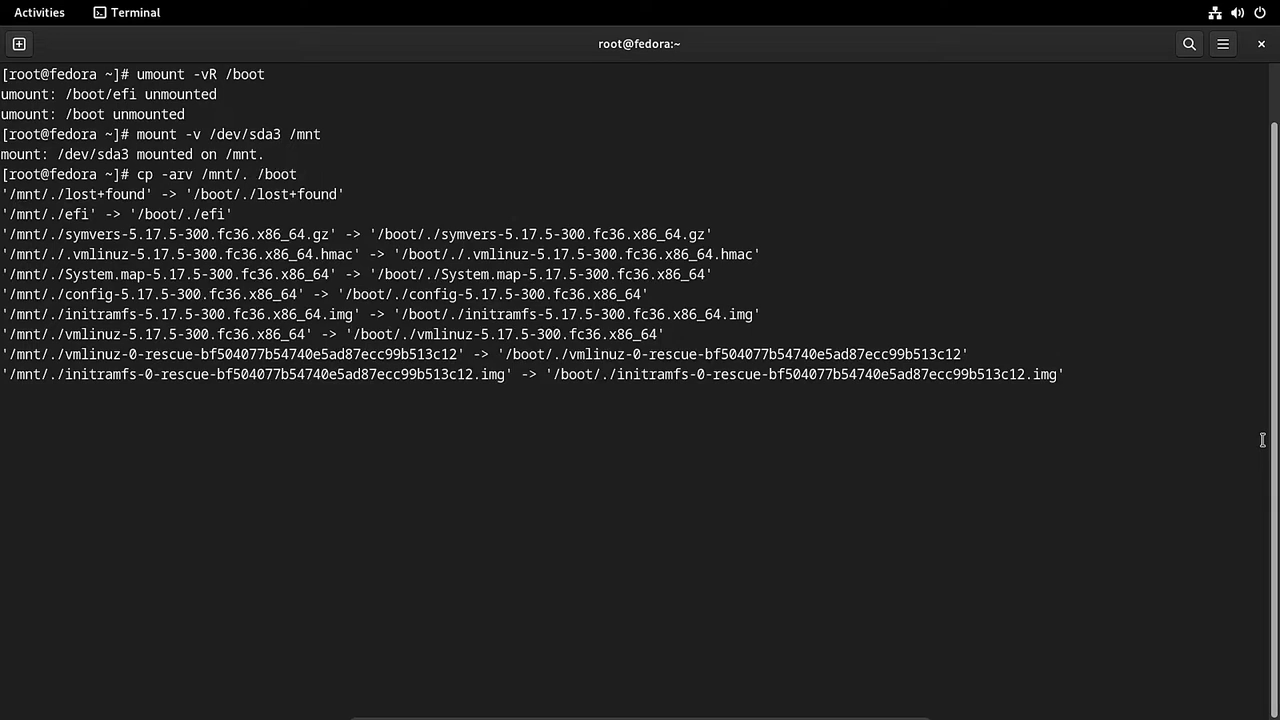 Activities
Terminal
root@fedora:~
[root@fedora ~]# umount -vR /boot
umount: /boot/efi unmounted
umount: /boot unmounted
[root@fedora ~]# mount -v /dev/sda3 /mnt
mount: /dev/sda3 mounted on /mnt.
[root@fedora ~]# cp -arv /mnt/. /boot
'/mnt/./lost+found' -> '/boot/./lost+found'
'/mnt/./efi' -> '/boot/./efi'
'/mnt/./symvers-5.17.5-300.fc36.x86_64.gz' -> '/boot/./symvers-5.17.5-300.fc36.x86_64.gz'
'/mnt/./.vmlinuz-5.17.5-300.fc36.x86_64.hmac' -> '/boot/./.vmlinuz-5.17.5-300.fc36.x86_64.hmac'
'/mnt/./System.map-5.17.5-300.fc36.x86_64' -> '/boot/./System.map-5.17.5-300.fc36.x86_64'
'/mnt/./config-5.17.5-300.fc36.x86_64' -> '/boot/./config-5.17.5-300.fc36.x86_64'
'/mnt/./initramfs-5.17.5-300.fc36.x86_64.img' -> '/boot/./initramfs-5.17.5-300.fc36.x86_64.img'
'/mnt/./vmlinuz-5.17.5-300.fc36.x86_64' -> '/boot/./vmlinuz-5.17.5-300.fc36.x86_64'
'/mnt/./vmlinuz-0-rescue-bf504077b54740e5ad87ecc99b513c12' -> '/boot/./vmlinuz-0-rescue-bf504077b54740e5ad87ecc99b513c12'
'/mnt/./initramfs-0-rescue-bf504077b54740e5ad87ecc99b513c12.img' -> '/boot/./initramfs-0-rescue-bf504077b54740e5ad87ecc99b513c12.img'